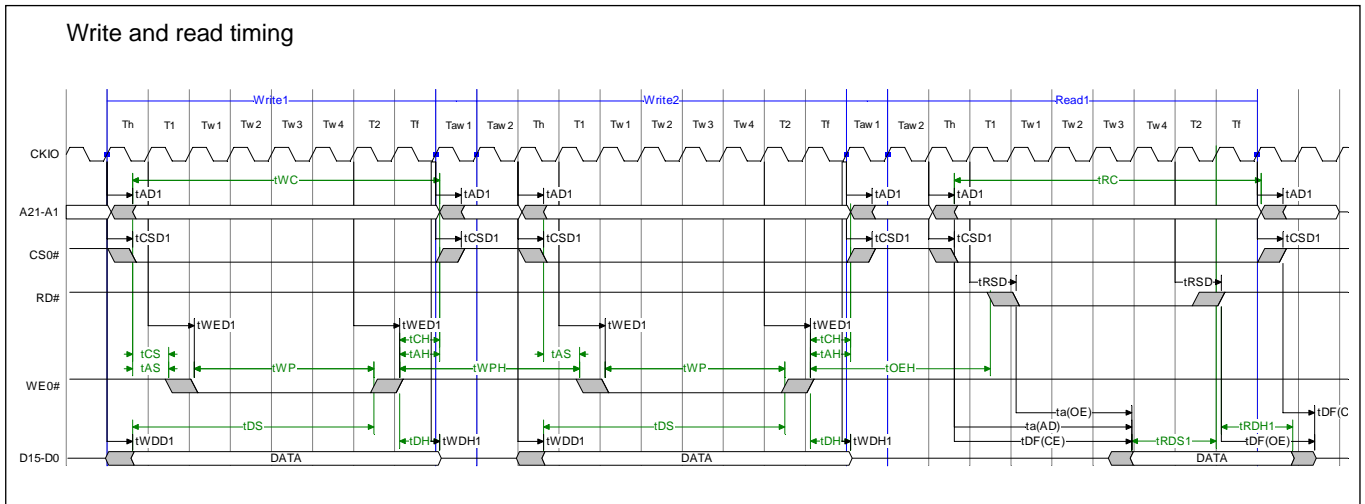 Write and read timing
Write1 Write2 Read1
Th T1 Tw1 Tw2 Tw3 Tw4 T2 Tf Taw1 Taw2 Th T1 Tw1 Tw2 Tw3 Tw4 T2 Tf Taw1 Taw2 Th T1 Tw1 Tw2 Tw3 Tw4 T2 Tf
CKIO
tWC tRC
tAD1 tAD1 tAD1 tAD1 tAD1 tAD1
A21-A1
tCSD1 tCSD1 tCSD1 tCSD1 tCSD1 tCSD1
CS0#
tRSD tRSD
RD#
tWED1 tWED1 tWED1 tWED1
tCH tCH
tCS tAH tAS tAH
tAS tWP tWPH tWP tOEH
WE0#
ta(OE) tDF(C
tDS tDS ta(AD) tRDH1
tWDD1 tDH tWDH1 tWDD1 tDH tWDH1 tDF(CE) tRDS1 tDF(OE)
D15-D0 DATA DATA DATA